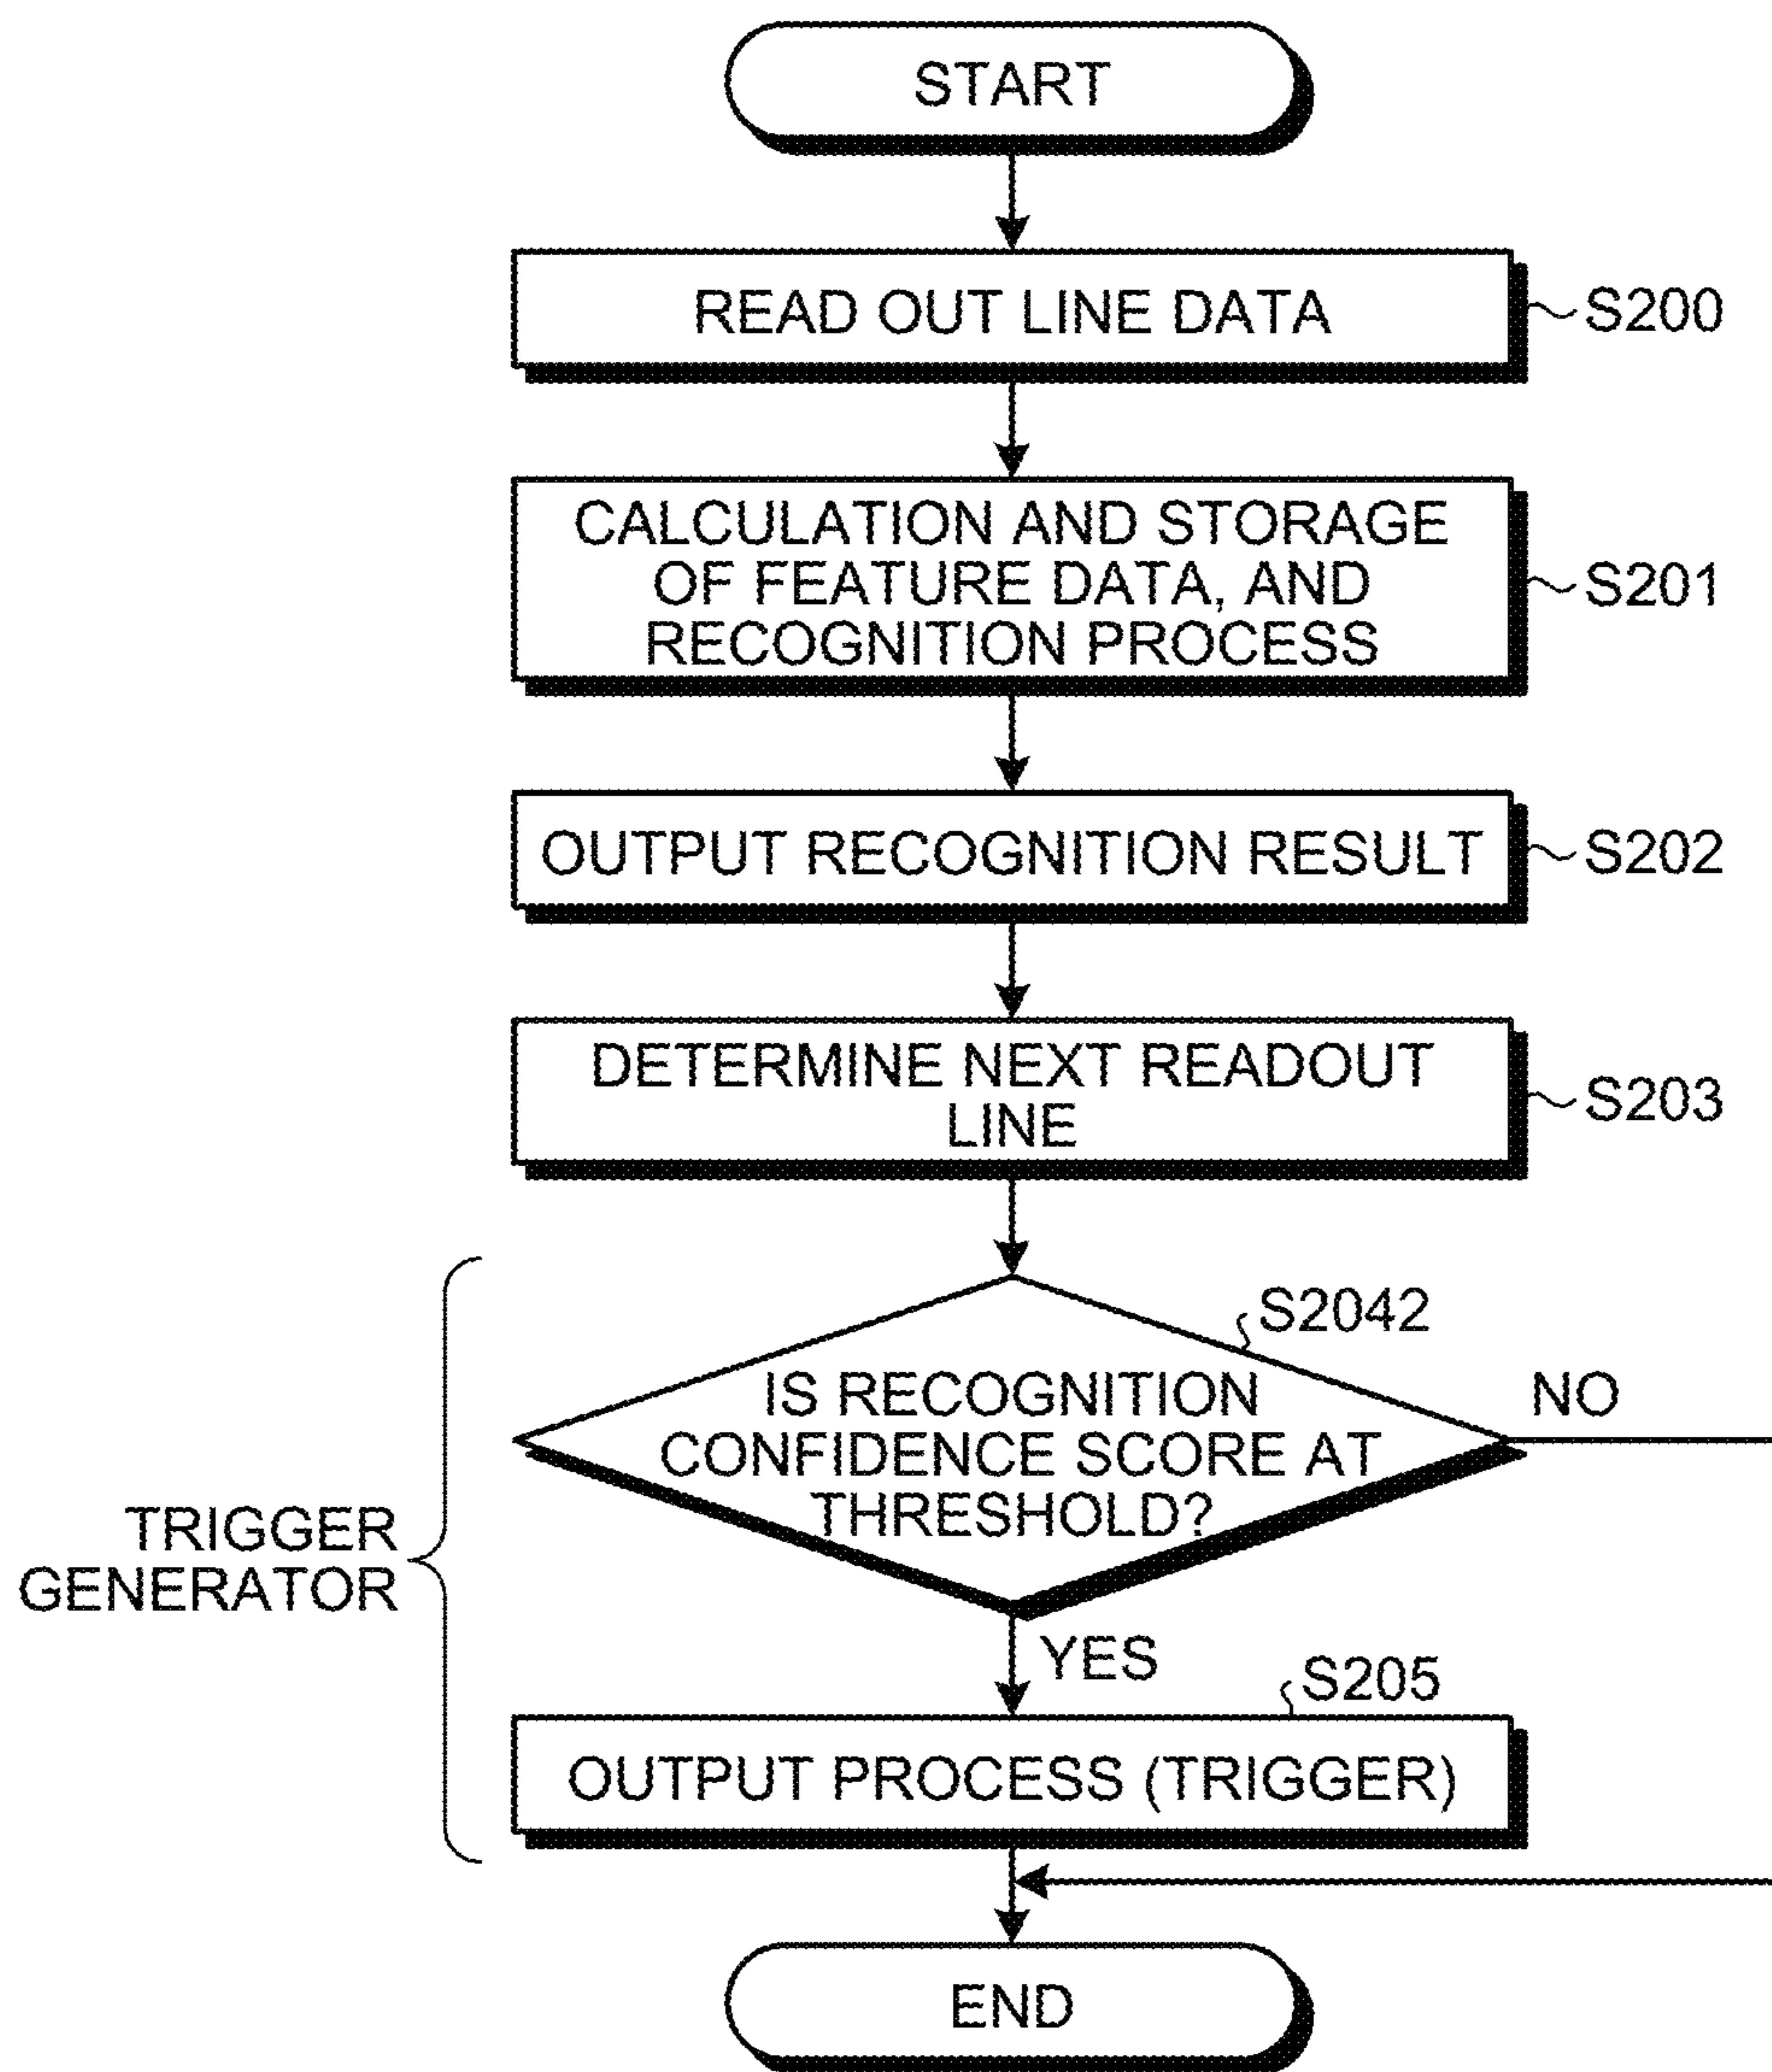 START
READ OUT LINE DATA
S200
CALCULATION AND STORAGE
OF FEATURE DATA, AND
RECOGNITION PROCESS
S201
OUTPUT RECOGNITION RESULT
S202
DETERMINE NEXT READOUT
LINE
S203
S2042
IS RECOGNITION
CONFIDENCE SCORE AT
THRESHOLD?
NO
TRIGGER
GENERATOR
YES
S205
OUTPUT PROCESS (TRIGGER)
END